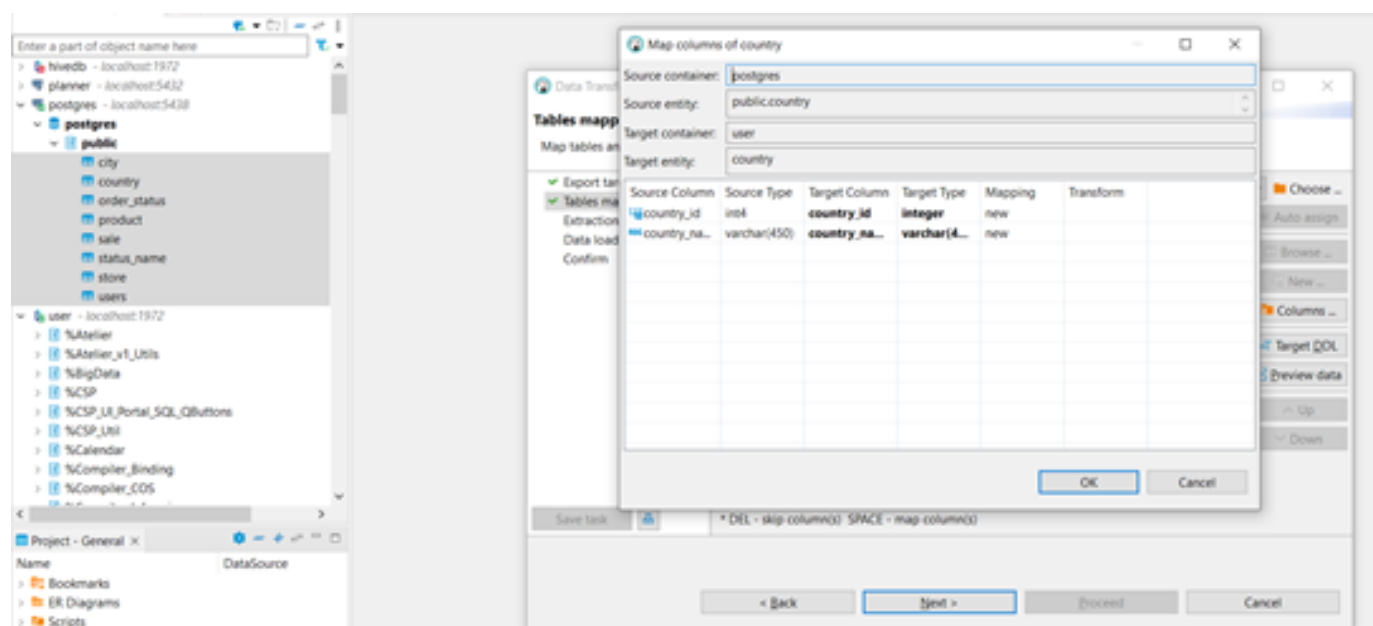 Enter a part of object name here
hivedb - localhost:1972
planner - localhost:5432
postgres - localhost:5438
postgres
public
city
country
order_status
product
sale
status_name
store
users
user - localhost:1972
%Atelier
%Atelier_v1_Utils
%BigData
%CSP
%CSP_UI_Portal_SQL_QButtons
%CSP_Util
%Calendar
%Compiler_Binding
%Compiler_COS
Project - General
Name DataSource
Bookmarks
ER Diagrams
Scripts
Data Transf
Tables mapp
Map tables an
Export tar
Tables ma
Extraction
Data load
Confirm
Map columns of country
Source container: postgres
Source entity: public.country
Target container: user
Target entity: country
Source Column Source Type Target Column Target Type Mapping Transform
country_id int4 country_id integer new
country_na... varchar(450) country_na... varchar(4... new
OK Cancel
Choose ...
Auto assign
Browse ...
New ...
Columns ...
Target DDL
Preview data
Up
Down
Save task
* DEL - skip column(s) SPACE - map column(s)
< Back Next > Proceed Cancel